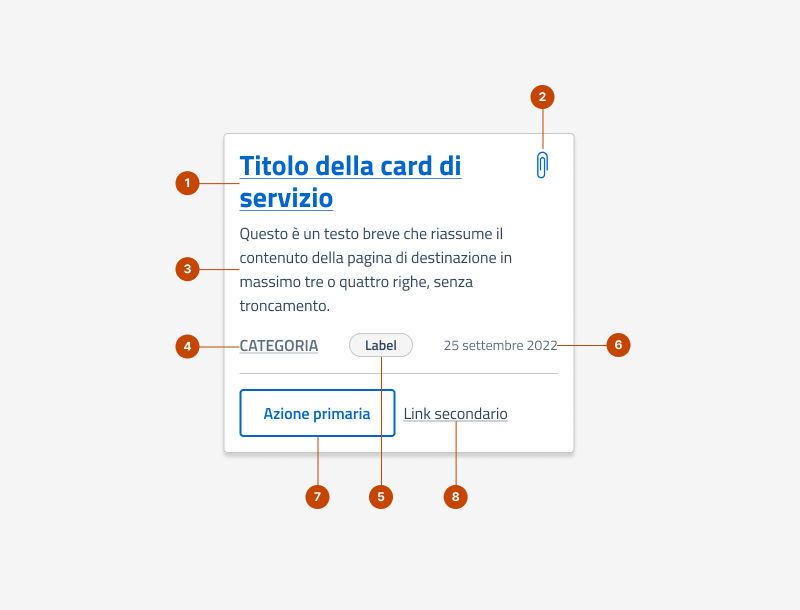 2
Titolo della card di
servizio
1
Questo è un testo breve che riassume il
contenuto della pagina di destinazione in
massimo tre o quattro righe, senza
troncamento.
3
4
CATEGORIA
Label
25 settembre 2022
6
Azione primaria
Link secondario
7
5
8